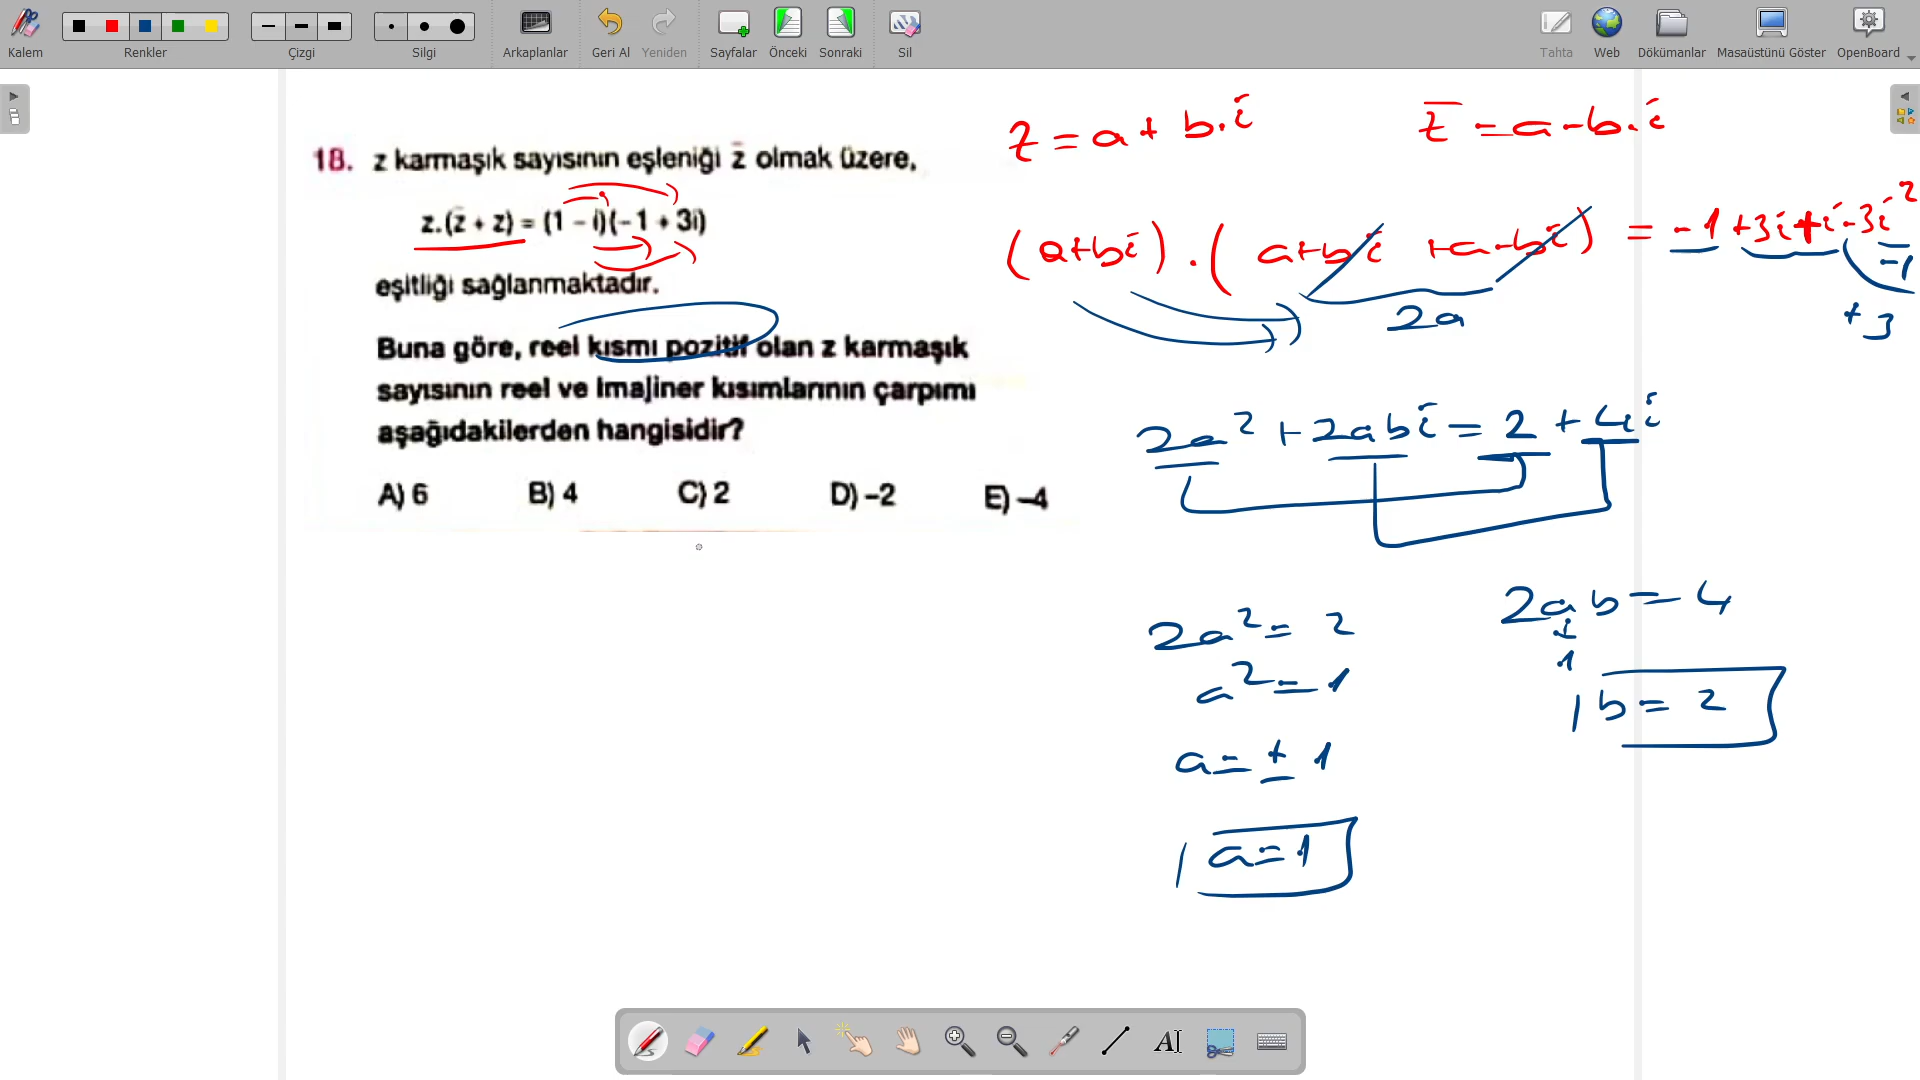 Kalem
Renkler
Çizgi
Silgi
Arkaplanlar
Geri Al
Yeniden
Sayfalar
Önceki
Sonraki
Sil
Tahta
Web
Dökümanlar
Masaüstünü Göster
OpenBoard
18. z karmaşık sayısının eşleniği z̄ olmak üzere,
z.(z̄ + z) = (1 − i)(−1 + 3i)
eşitliği sağlanmaktadır.
Buna göre, reel kısmı pozitif olan z karmaşık
sayısının reel ve imajiner kısımlarının çarpımı
aşağıdakilerden hangisidir?
A) 6 B) 4 C) 2 D) −2 E) −4
z = a + b.i z̄ = a − b.i
(a+bi) . ( a+bi +a−bi ) = −1 +3i+i−3i²
−1
2a +3
2a² + 2abi = 2 + 4i
2a² = 2
a² = 1
a = ± 1
a = 1
2ab = 4
1
b = 2